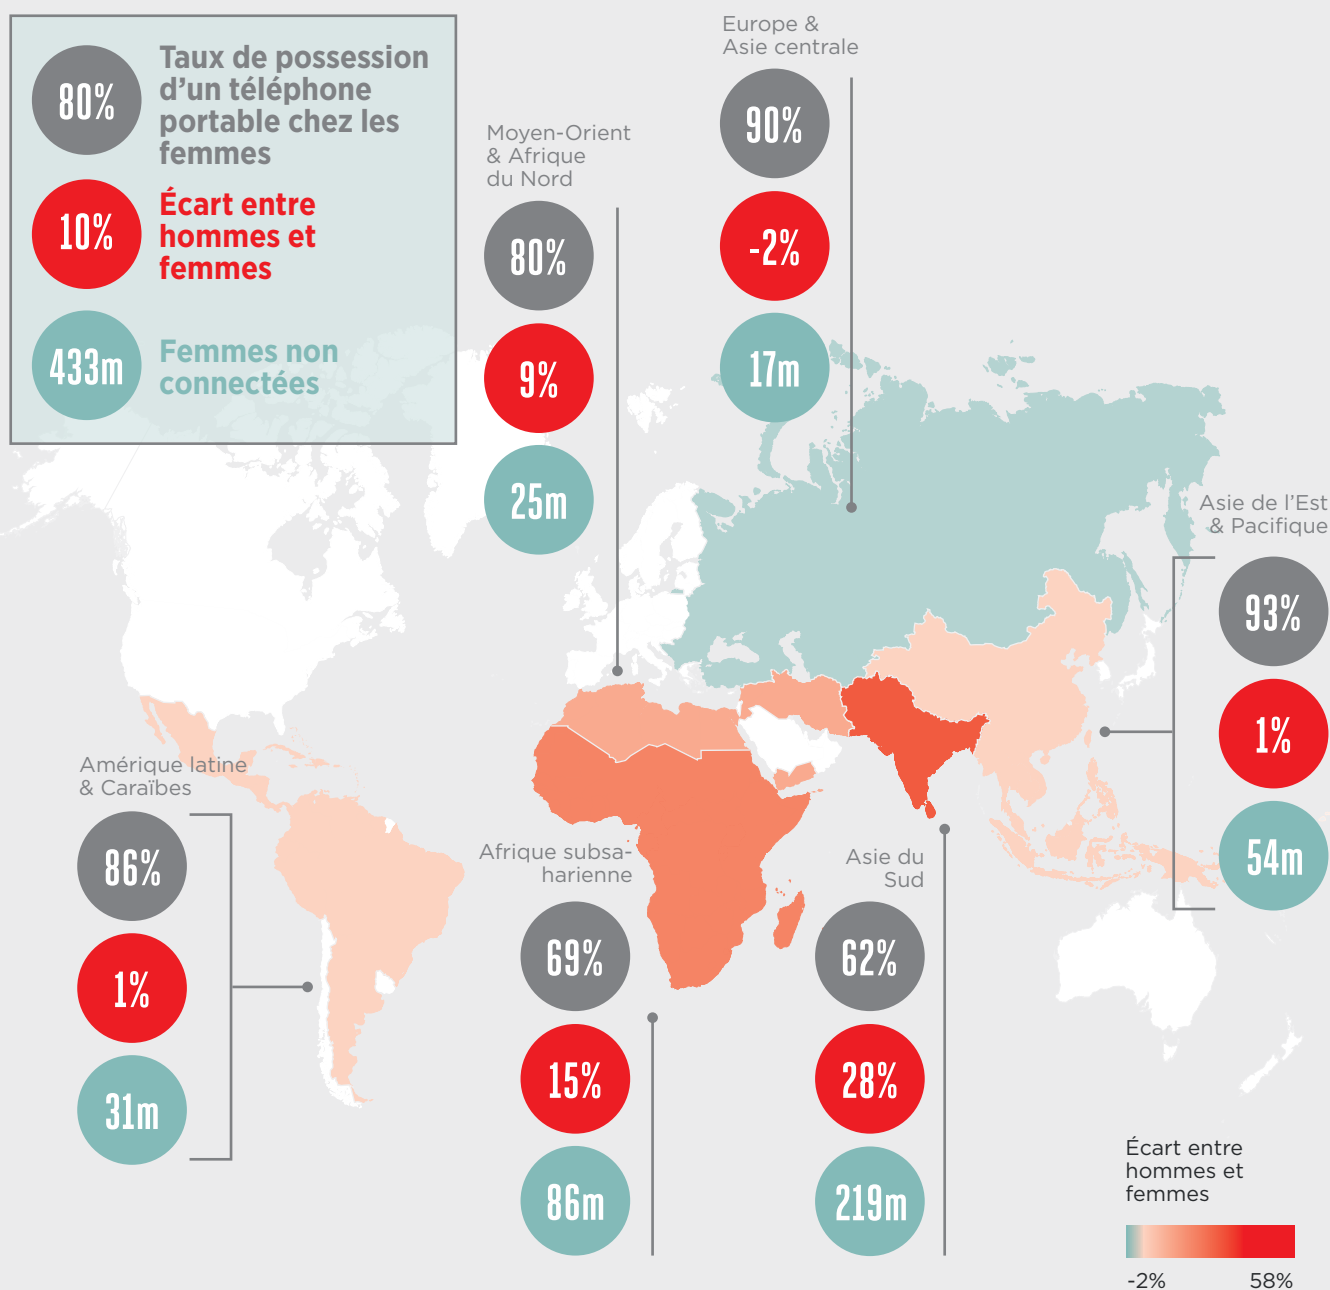 80%
Taux de possession
d’un téléphone
portable chez les
femmes
10%
Écart entre
hommes et
femmes
433m
Femmes non
connectées
Moyen-Orient
& Afrique
du Nord
80%
9%
25m
Europe &
Asie centrale
90%
-2%
17m
Asie de l’Est
& Pacifique
93%
1%
54m
Amérique latine
& Caraïbes
86%
1%
31m
Afrique subsa-
harienne
69%
15%
86m
Asie du
Sud
62%
28%
219m
Écart entre
hommes et
femmes
-2%
58%